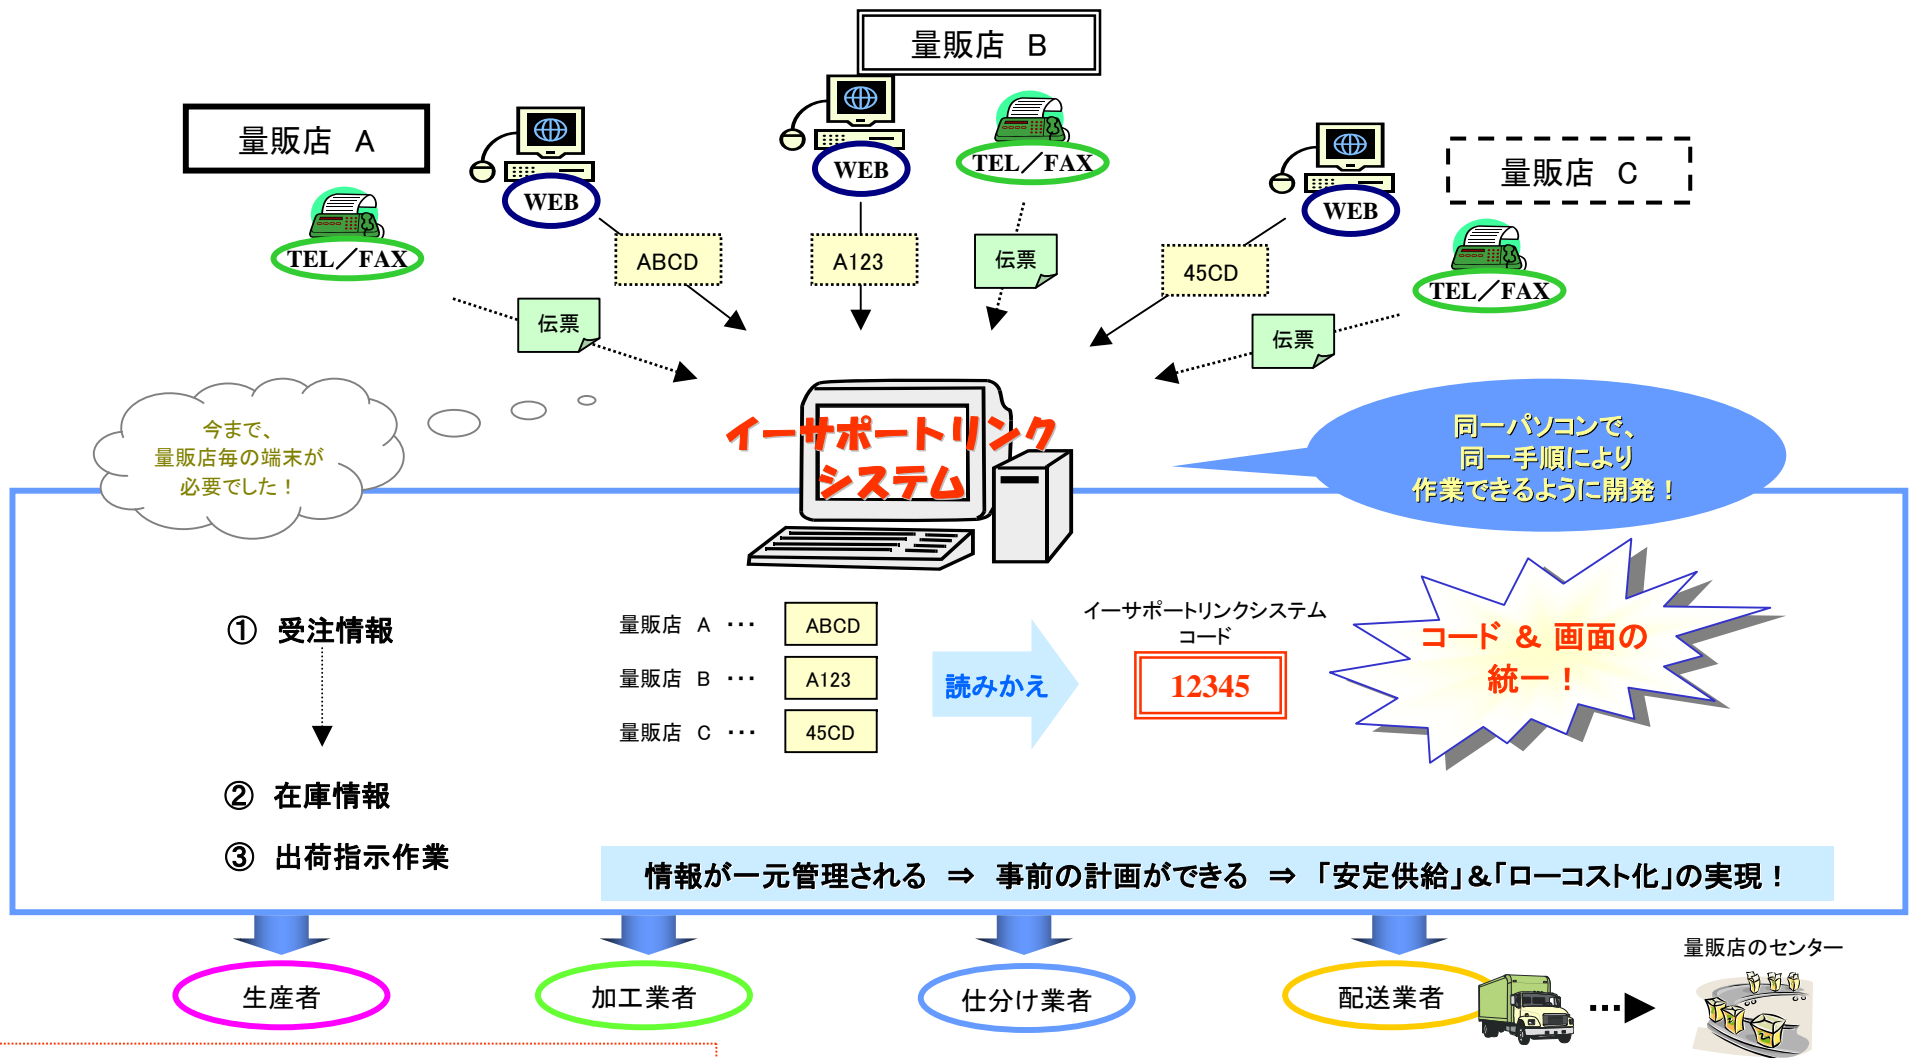 量販店 B
量販店 A
WEB
TEL／FAX
WEB
TEL／FAX
WEB
量販店 C
TEL／FAX
ABCD
A123
伝票
45CD
伝票
伝票
今まで、
量販店毎の端末が
必要でした！
イーサポートリンク
システム
同一パソコンで、
同一手順により
作業できるように開発！
① 受注情報
② 在庫情報
③ 出荷指示作業
量販店 A ･･･ ABCD
量販店 B ･･･ A123
量販店 C ･･･ 45CD
読みかえ
イーサポートリンクシステム
コード
12345
コード ＆ 画面の
統一！
情報が一元管理される ⇒ 事前の計画ができる ⇒ ｢安定供給｣&｢ローコスト化｣の実現！
生産者
加工業者
仕分け業者
配送業者
量販店のセンター